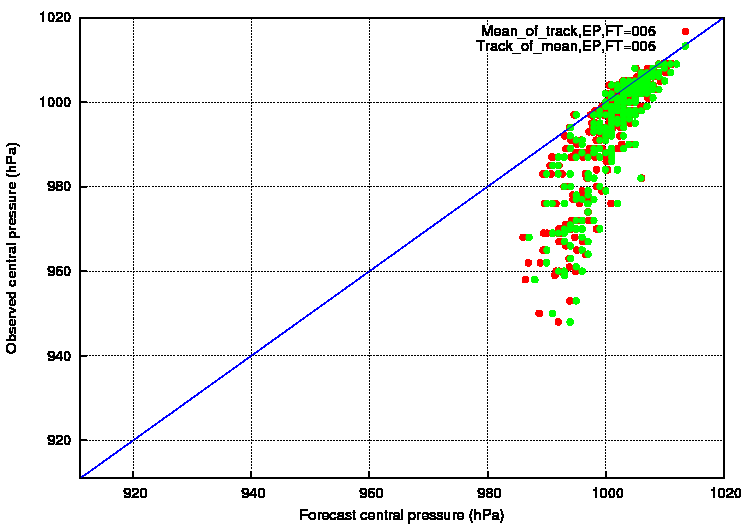 1020
1000
980
960
940
920
Observed central pressure (hPa)
Mean_of_track,EP,FT=006
Track_of_mean,EP,FT=006
920 940 960 980 1000 1020
Forecast central pressure (hPa)